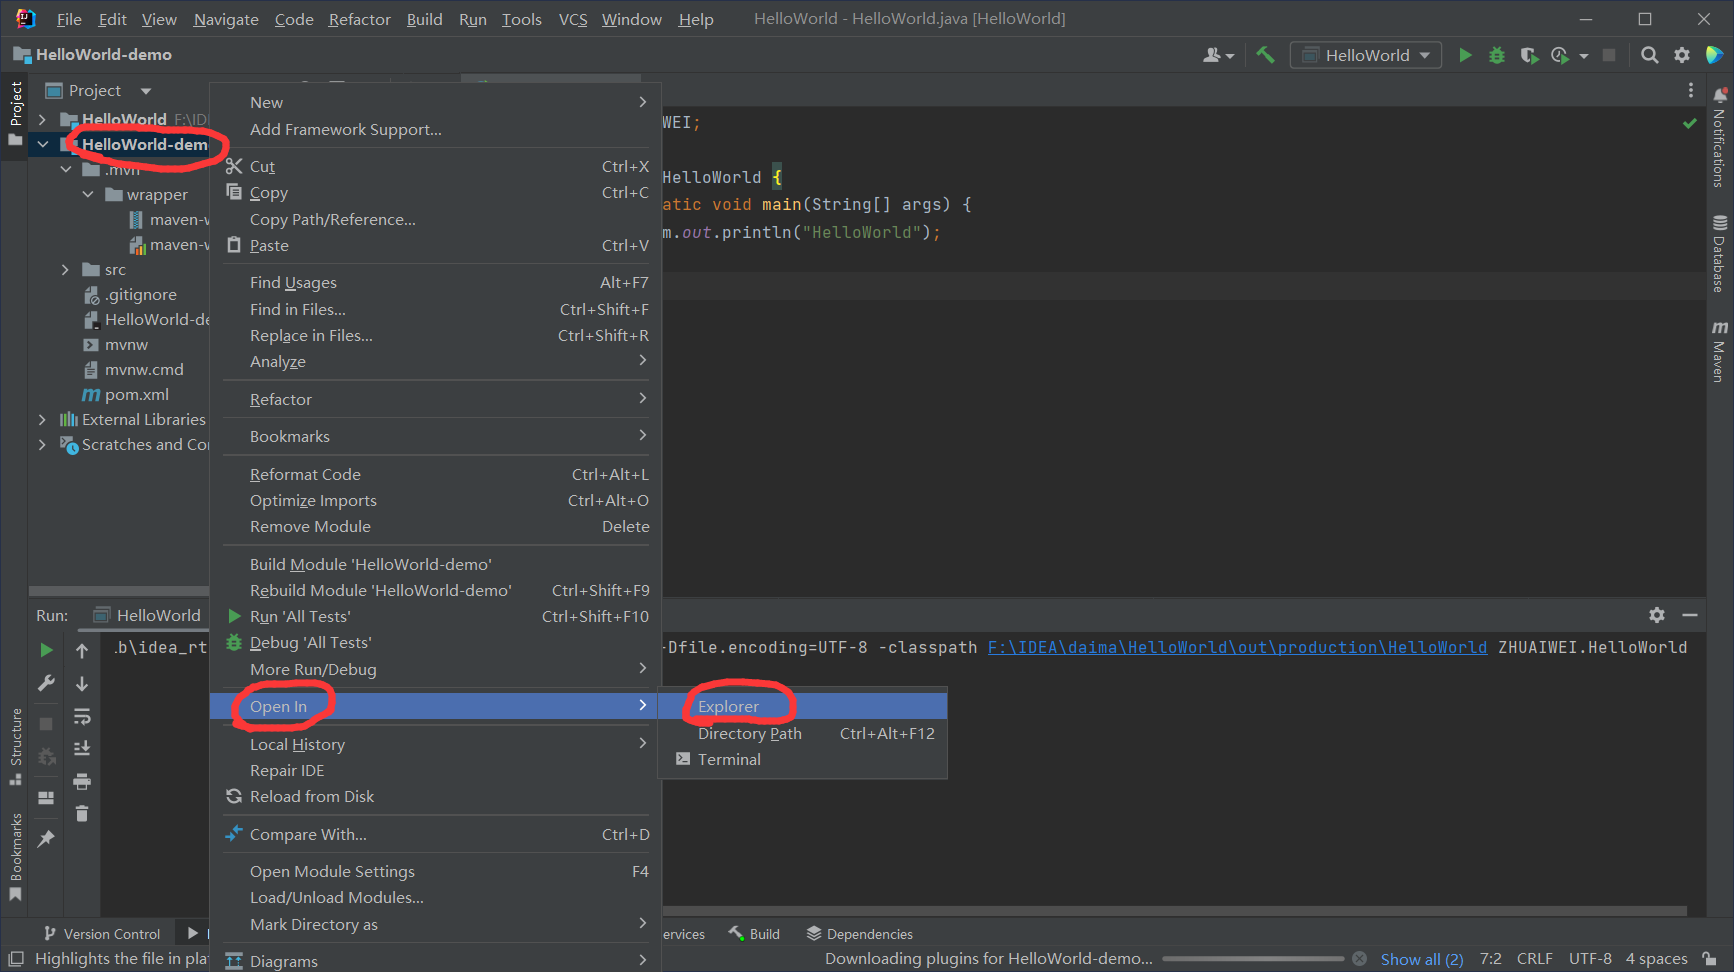 File Edit View Navigate Code Refactor Build Run Tools VCS Window Help HelloWorld - HelloWorld.java [HelloWorld]
HelloWorld-demo
HelloWorld
Project
Project
HelloWorld F:\ID
HelloWorld-dem
.mvn
wrapper
maven-w
maven-w
src
.gitignore
HelloWorld-de
mvnw
mvnw.cmd
pom.xml
External Libraries
Scratches and Co
New
Add Framework Support...
Cut Ctrl+X
Copy Ctrl+C
Copy Path/Reference...
Paste Ctrl+V
Find Usages Alt+F7
Find in Files... Ctrl+Shift+F
Replace in Files... Ctrl+Shift+R
Analyze
Refactor
Bookmarks
Reformat Code Ctrl+Alt+L
Optimize Imports Ctrl+Alt+O
Remove Module Delete
Build Module 'HelloWorld-demo'
Rebuild Module 'HelloWorld-demo' Ctrl+Shift+F9
Run 'All Tests' Ctrl+Shift+F10
Debug 'All Tests'
More Run/Debug
Open In
Local History
Repair IDE
Reload from Disk
Compare With... Ctrl+D
Open Module Settings F4
Load/Unload Modules...
Mark Directory as
Diagrams
Explorer
Directory Path Ctrl+Alt+F12
Terminal
WEI;
HelloWorld {
atic void main(String[] args) {
m.out.println("HelloWorld");
Notifications
Database
Maven
Run: HelloWorld
.b\idea_rt
-Dfile.encoding=UTF-8 -classpath F:\IDEA\daima\HelloWorld\out\production\HelloWorld ZHUAIWEI.HelloWorld
Structure
Bookmarks
Version Control
ervices Build Dependencies
Highlights the file in pla
Downloading plugins for HelloWorld-demo... Show all (2) 7:2 CRLF UTF-8 4 spaces